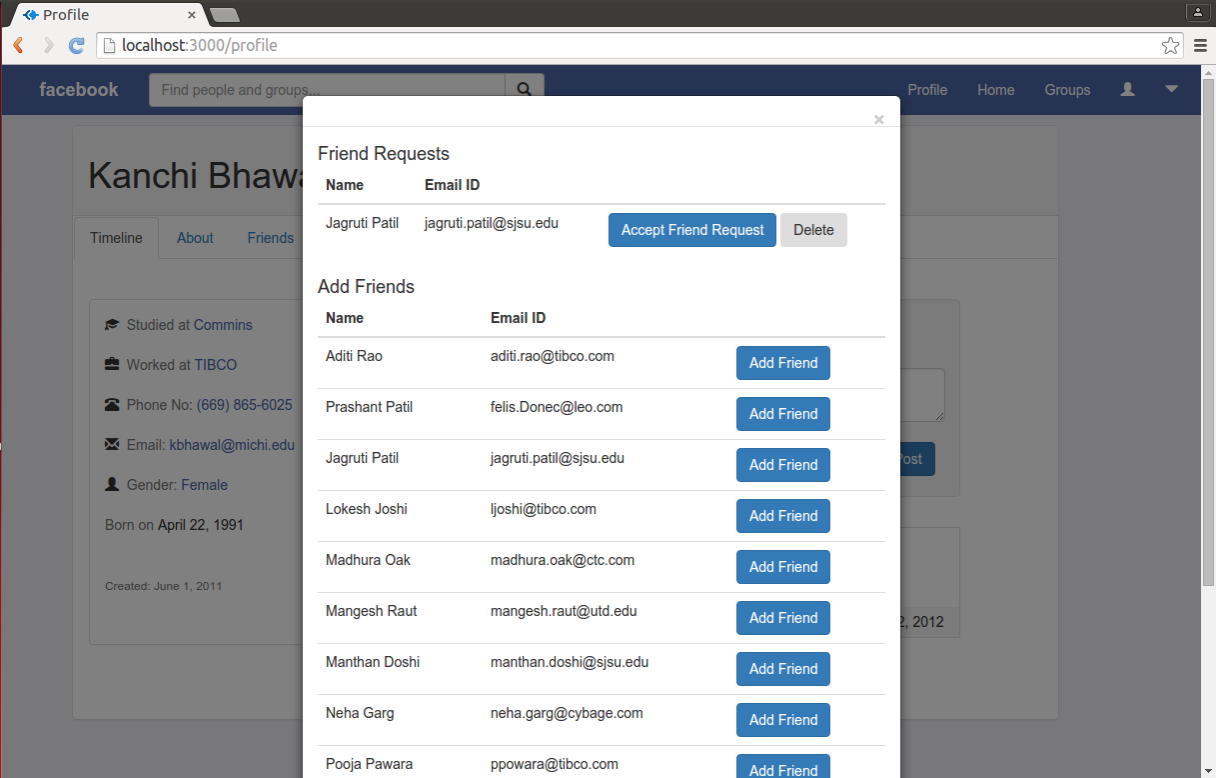 Profile
localhost:3000/profile
facebook Find people and groups... Profile Home Groups
Kanchi
Timeline About Friends
Studied at Commins
Worked at TIBCO
Phone No: (669) 865-6025
Email: kbhawal@michi.edu
Gender: Female
Born on April 22, 1991
Created: June 1, 2011
×
Friend Requests
Name Email ID
Jagruti Patil jagruti.patil@sjsu.edu Accept Friend Request Delete
Add Friends
Name Email ID
Aditi Rao aditi.rao@tibco.com Add Friend
Prashant Patil felis.Donec@leo.com Add Friend
Jagruti Patil jagruti.patil@sjsu.edu Add Friend
Lokesh Joshi ljoshi@tibco.com Add Friend
Madhura Oak madhura.oak@ctc.com Add Friend
Mangesh Raut mangesh.raut@utd.edu Add Friend
Manthan Doshi manthan.doshi@sjsu.edu Add Friend
Neha Garg neha.garg@cybage.com Add Friend
Pooja Pawara ppowara@tibco.com Add Friend
Post
2, 2012